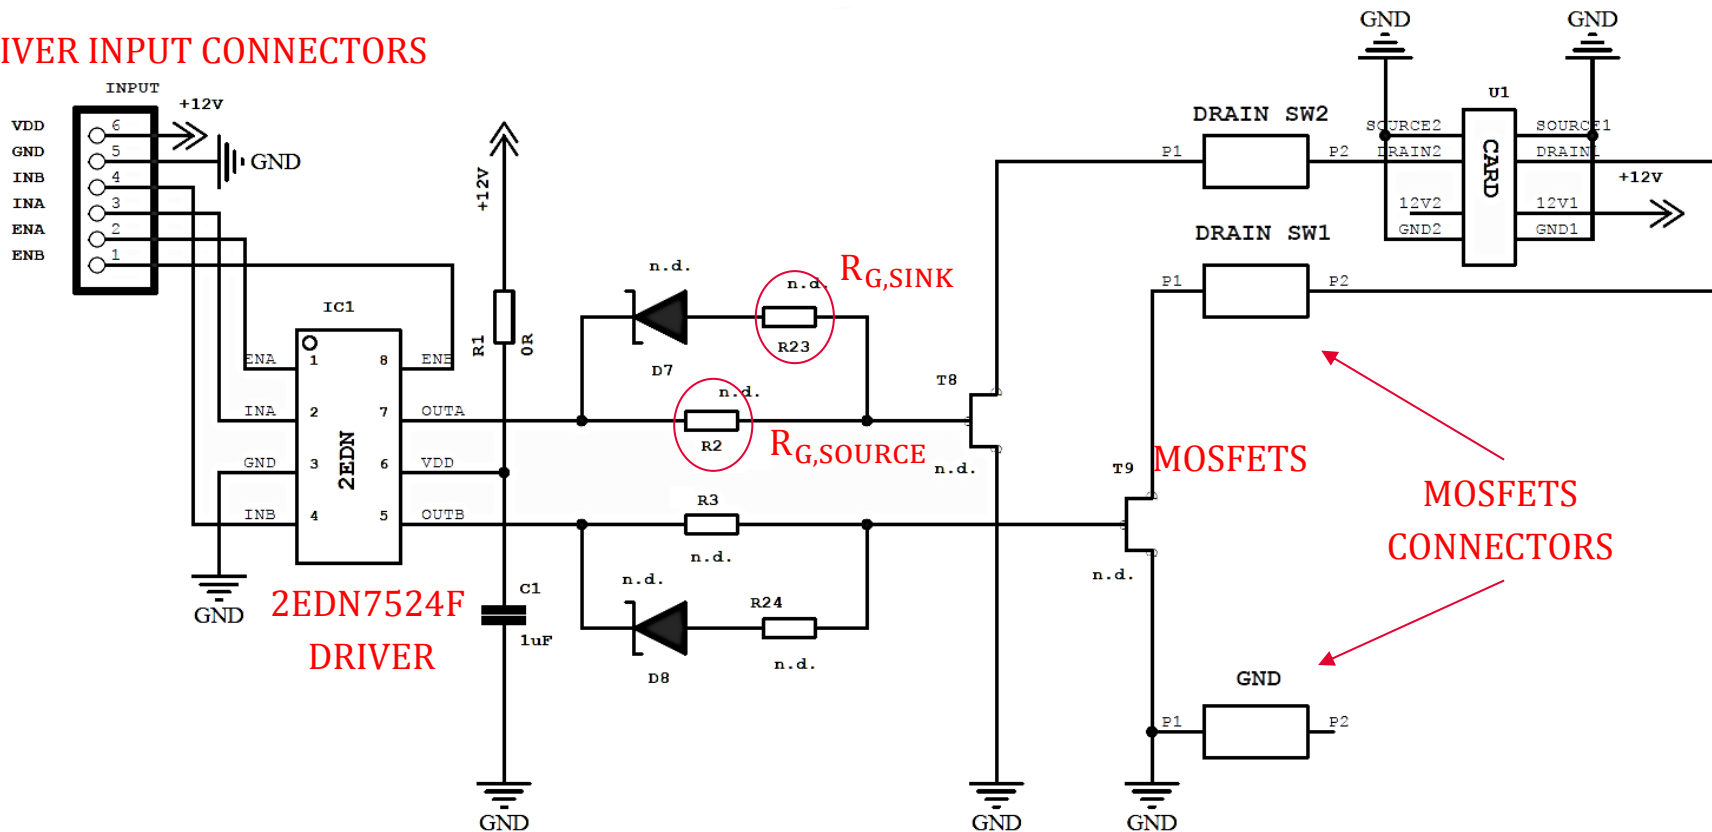 IVER INPUT CONNECTORS
INPUT
+12V
VDD 6
GND 5
GND
INB 4
INA 3
ENA 2
ENB 1
IC1
ENA 1
8 ENB
INA 2
7 OUTA
GND 3
6 VDD
INB 4
5 OUTB
2EDN
GND
2EDN7524F
DRIVER
+12V
R1
0R
C1
1uF
GND
n.d.
D7
n.d.
R23
RG,SINK
n.d.
R2
RG,SOURCE
R3
n.d.
n.d.
D8
R24
n.d.
T8
n.d.
GND
T9
n.d.
GND
MOSFETS
DRAIN SW2
P1 P2
DRAIN SW1
P1 P2
GND
P1 P2
MOSFETS
CONNECTORS
GND
GND
U1
CARD
SOURCE2
DRAIN2
12V2
GND2
SOURCE1
DRAIN1
12V1
GND1
+12V